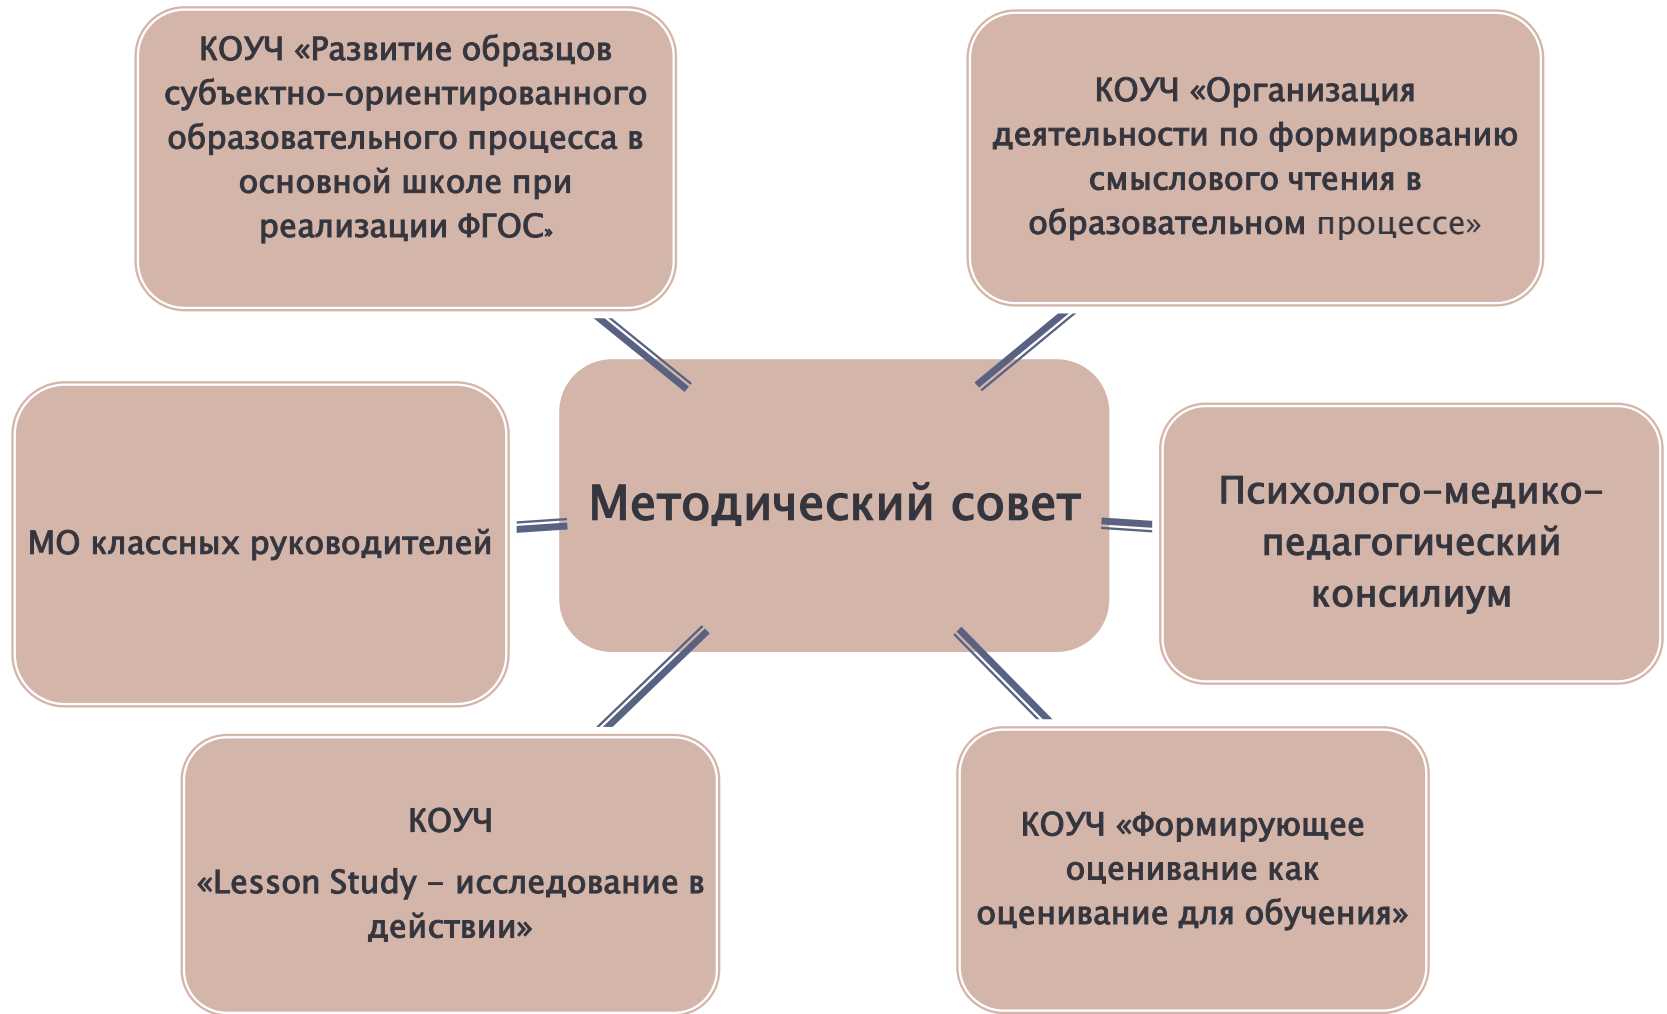 КОУЧ «Развитие образцов
субъектно-ориентированного
образовательного процесса в
основной школе при
реализации ФГОС»
КОУЧ «Организация
деятельности по формированию
смыслового чтения в
образовательном процессе»
МО классных руководителей
Методический совет
Психолого-медико-
педагогический
консилиум
КОУЧ
«Lesson Study - исследование в
действии»
КОУЧ «Формирующее
оценивание как
оценивание для обучения»